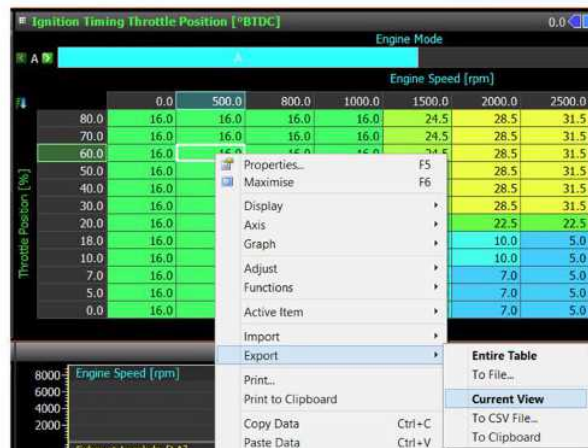 Ignition Timing Throttle Position [°BTDC] 0.0
Engine Mode
A A
Engine Speed [rpm]
0.0 500.0 800.0 1000.0 1500.0 2000.0 2500.0
80.0 16.0 16.0 16.0 16.0 24.5 28.5 31.5
70.0 16.0 16.0 16.0 16.0 24.5 28.5 31.5
60.0 16.0 16.0 16.0 16.0 24.5 28.5 31.5
50.0 16.0 28.5 31.5
40.0 16.0 28.5 31.5
30.0 16.0 28.5 31.5
20.0 16.0 22.5 22.5
18.0 16.0 10.0 5.0
10.0 16.0 10.0 5.0
7.0 16.0 7.0 5.0
5.0 16.0 7.0 5.0
0.0 16.0 7.0 5.0
Throttle Position [%]
Properties... F5
Maximise F6
Display
Axis
Graph
Adjust
Functions
Active Item
Import
Export
Print...
Print to Clipboard
Copy Data Ctrl+C
Paste Data Ctrl+V
Entire Table
To File...
Current View
To CSV File...
To Clipboard
Engine Speed [rpm]
8000
6000
4000
2000